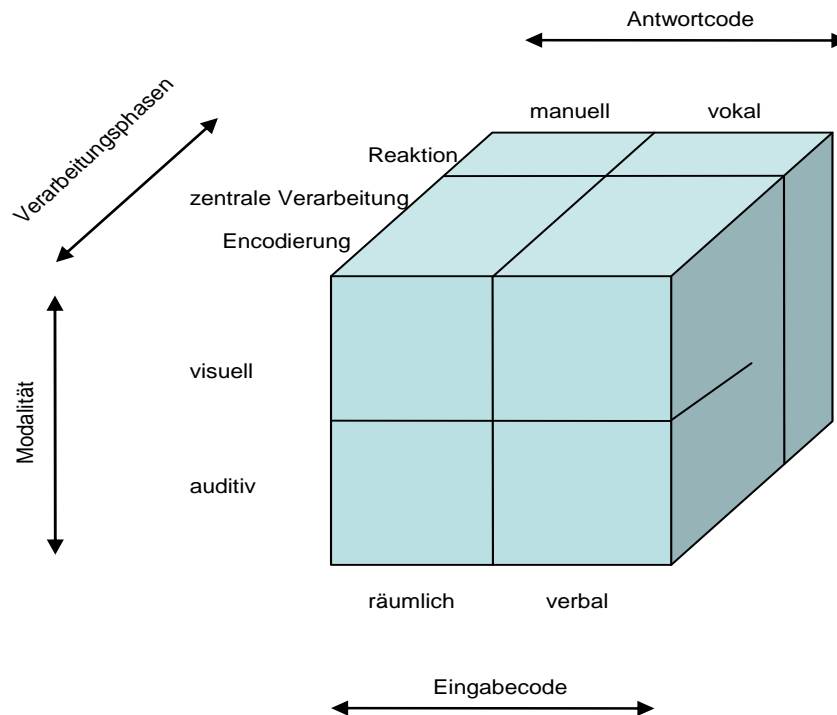 Antwortcode
Verarbeitungsphasen
manuell vokal
Reaktion
zentrale Verarbeitung
Encodierung
Modalität
visuell
auditiv
räumlich verbal
Eingabecode